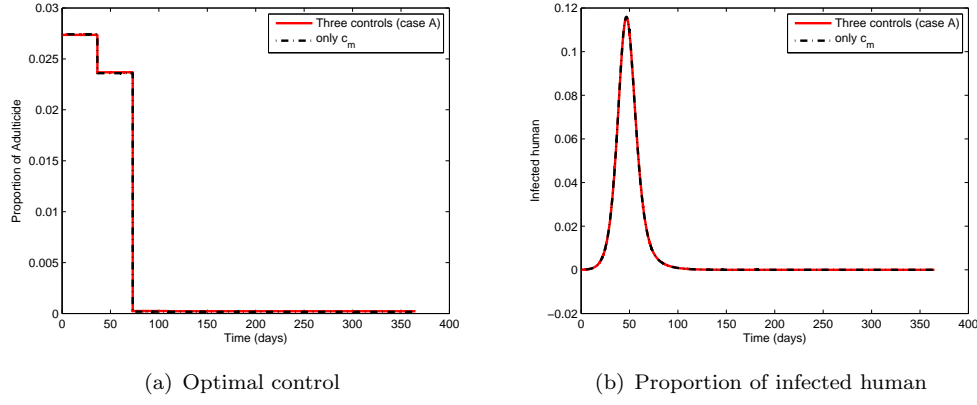 Three controls (case A)
only c_m
0.03
0.025
0.02
0.015
0.01
0.005
0
Proportion of Adulticide
0 50 100 150 200 250 300 350 400
Time (days)
(a) Optimal control
Three controls (case A)
only c_m
0.12
0.1
0.08
0.06
0.04
0.02
0
−0.02
Infected human
0 50 100 150 200 250 300 350 400
Time (days)
(b) Proportion of infected human